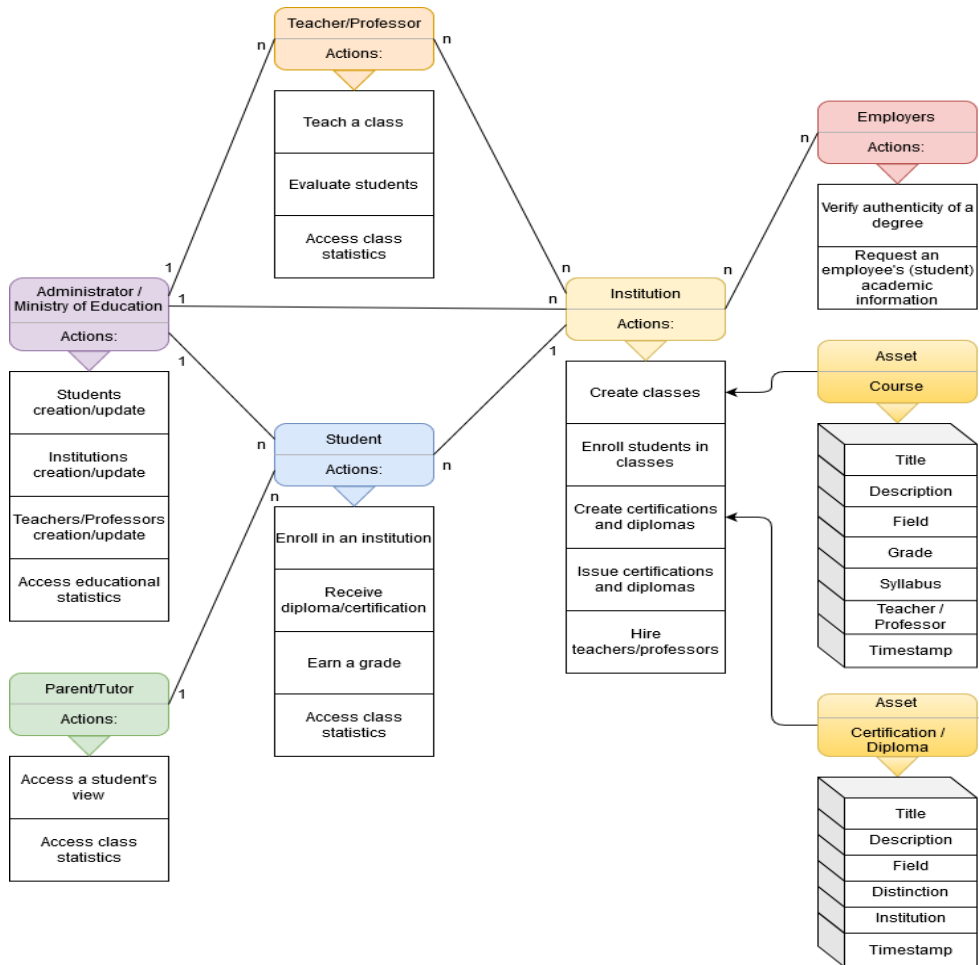 Teacher/Professor
Actions:
n
n
Teach a class
Evaluate students
Access class
statistics
Employers
Actions:
n
Verify authenticity of a
degree
Request an
employee's (student)
academic
information
Administrator /
Ministry of Education
Actions:
1
1
1
Students
creation/update
Institutions
creation/update
Teachers/Professors
creation/update
Access educational
statistics
Institution
Actions:
n
n
n
1
Create classes
Enroll students in
classes
Create certifications
and diplomas
Issue certifications
and diplomas
Hire
teachers/professors
Student
Actions:
n
n
n
Enroll in an institution
Receive
diploma/certification
Earn a grade
Access class
statistics
Asset
Course
Title
Description
Field
Grade
Syllabus
Teacher /
Professor
Timestamp
Parent/Tutor
Actions:
1
Access a student's
view
Access class
statistics
Asset
Certification /
Diploma
Title
Description
Field
Distinction
Institution
Timestamp